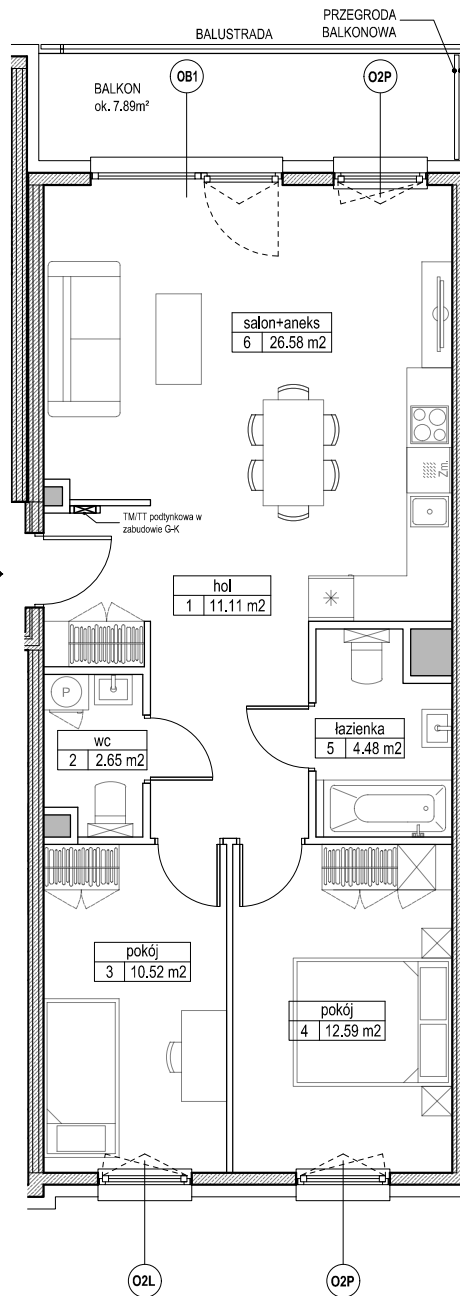 PRZEGRODA
BALKONOWA
BALUSTRADA
BALKON
ok. 7.89m²
OB1
O2P
salon+aneks
6 26.58 m2
Zm.
TM/TT podtynkowa w
zabudowie G-K
hol
1 11.11 m2
P
wc
2 2.65 m2
łazienka
5 4.48 m2
pokój
3 10.52 m2
pokój
4 12.59 m2
O2L
O2P